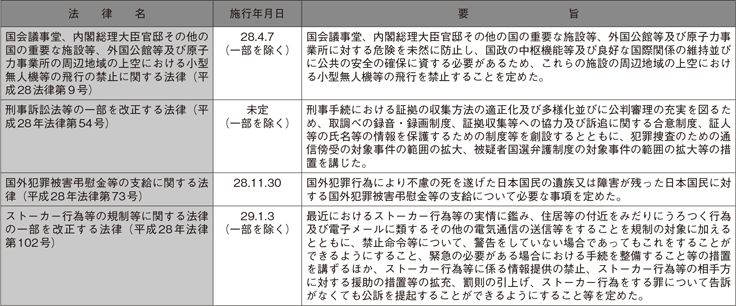 法律名
施行年月日
要旨
国会議事堂、内閣総理大臣官邸その他の
国の重要な施設等、外国公館等及び原子
力事業所の周辺地域の上空における小型
無人機等の飛行の禁止に関する法律（平
成28法律第９号）
28.4.7
（一部を除く）
国会議事堂、内閣総理大臣官邸その他の国の重要な施設等、外国公館等及び原子力事
業所に対する危険を未然に防止し、国政の中枢機能等及び良好な国際関係の維持並び
に公共の安全の確保に資する必要があるため、これらの施設の周辺地域の上空におけ
る小型無人機等の飛行を禁止することを定めた。
刑事訴訟法等の一部を改正する法律（平
成28年法律第54号）
未定
（一部を除く）
刑事手続における証拠の収集方法の適正化及び多様化並びに公判審理の充実を図るた
め、取調べの録音・録画制度、証拠収集等への協力及び訴追に関する合意制度、証人
等の氏名等の情報を保護するための制度等を創設するとともに、犯罪捜査のための通
信傍受の対象事件の範囲の拡大、被疑者国選弁護制度の対象事件の範囲の拡大等の措
置を講じた。
国外犯罪被害弔慰金等の支給に関する法
律（平成28年法律第73号）
28.11.30
国外犯罪行為により不慮の死を遂げた日本国民の遺族又は障害が残った日本国民に対
する国外犯罪被害弔慰金等の支給について必要な事項を定めた。
ストーカー行為等の規制等に関する法律
の一部を改正する法律（平成28年法律
第102号）
29.1.3
（一部を除く）
最近におけるストーカー行為等の実情に鑑み、住居等の付近をみだりにうろつく行為
及び電子メールに類するその他の電気通信の送信等をすることを規制の対象に加える
とともに、禁止命令等について、警告をしていない場合であってもこれをすることが
できるようにすること、緊急の必要がある場合における手続を整備すること等の措置
を講ずるほか、ストーカー行為等に係る情報提供の禁止、ストーカー行為等の相手方
に対する援助の措置等の拡充、罰則の引上げ、ストーカー行為をする罪について告訴
がなくても公訴を提起することができるようにすること等を定めた。